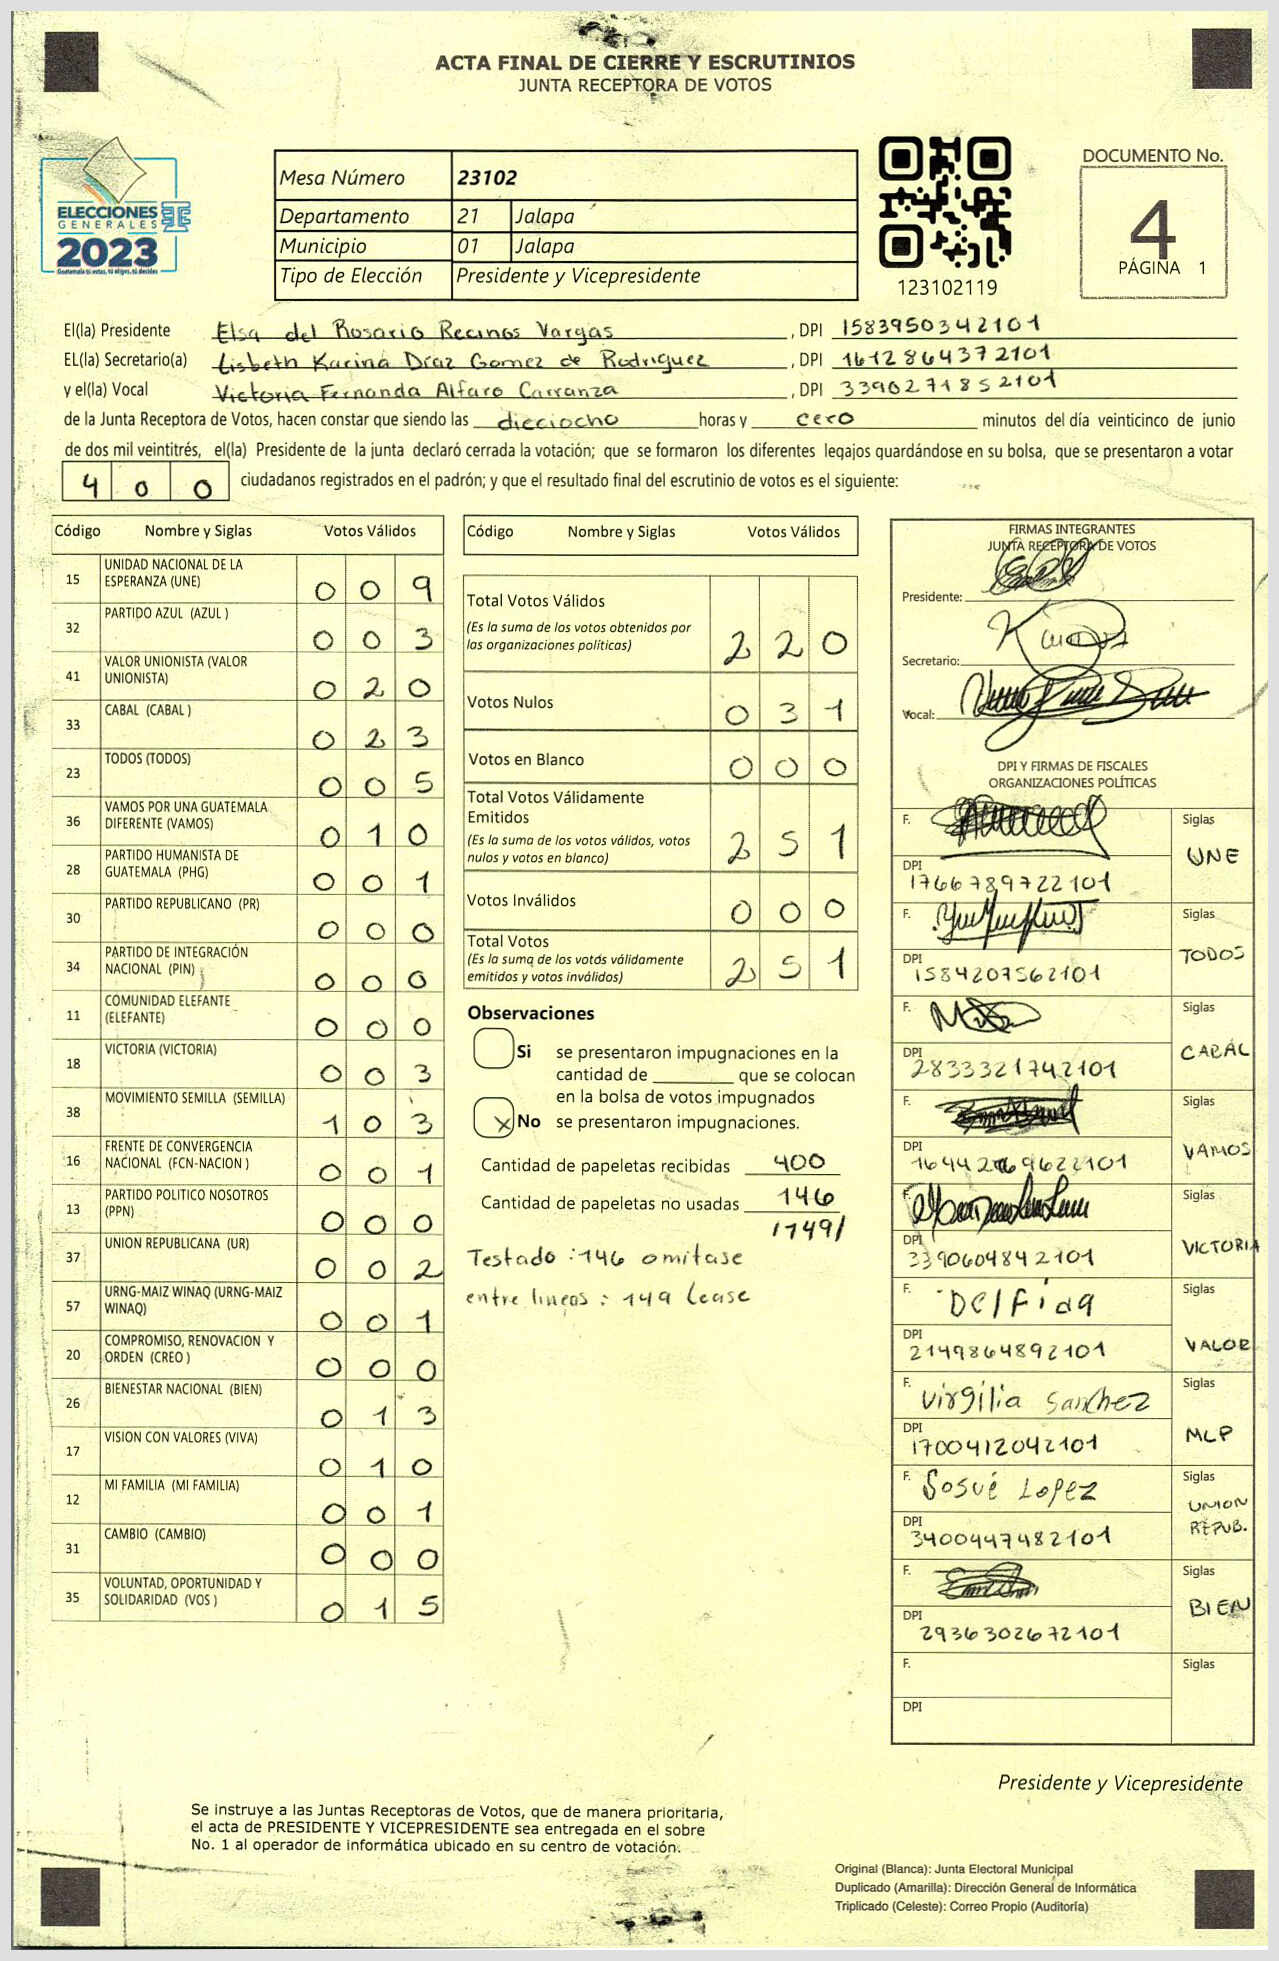 ACTA FINAL DE CIERRE Y ESCRUTINIOS
JUNTA RECEPTORA DE VOTOS
ELECCIONES
GENERALES
2023
Guatemala tú votas, tú eliges, tú decides
Mesa Número 23102
Departamento 21 Jalapa
Municipio 01 Jalapa
Tipo de Elección Presidente y Vicepresidente
123102119
DOCUMENTO No.
4
PÁGINA 1
El(la) Presidente Elsa del Rosario Recinos Vargas , DPI 1583950342101
EL(la) Secretario(a) Lisbeth Karina Díaz Gomez de Rodriguez , DPI 1612864372101
y el(la) Vocal Victoria Fernanda Alfaro Carranza , DPI 3390271852101
de la Junta Receptora de Votos, hacen constar que siendo las dieciocho horas y cero minutos del día veinticinco de junio
de dos mil veintitrés, el(la) Presidente de la junta declaró cerrada la votación; que se formaron los diferentes legajos guardándose en su bolsa, que se presentaron a votar
4 0 0 ciudadanos registrados en el padrón; y que el resultado final del escrutinio de votos es el siguiente:
Código Nombre y Siglas Votos Válidos
15 UNIDAD NACIONAL DE LA
ESPERANZA (UNE) 0 0 9
32 PARTIDO AZUL (AZUL ) 0 0 3
41 VALOR UNIONISTA (VALOR
UNIONISTA) 0 2 0
33 CABAL (CABAL ) 0 2 3
23 TODOS (TODOS) 0 0 5
36 VAMOS POR UNA GUATEMALA
DIFERENTE (VAMOS) 0 1 0
28 PARTIDO HUMANISTA DE
GUATEMALA (PHG) 0 0 1
30 PARTIDO REPUBLICANO (PR) 0 0 0
34 PARTIDO DE INTEGRACIÓN
NACIONAL (PIN) 0 0 0
11 COMUNIDAD ELEFANTE
(ELEFANTE) 0 0 0
18 VICTORIA (VICTORIA) 0 0 3
38 MOVIMIENTO SEMILLA (SEMILLA) 1 0 3
16 FRENTE DE CONVERGENCIA
NACIONAL (FCN-NACION ) 0 0 1
13 PARTIDO POLITICO NOSOTROS
(PPN) 0 0 0
37 UNION REPUBLICANA (UR) 0 0 2
57 URNG-MAIZ WINAQ (URNG-MAIZ
WINAQ) 0 0 1
20 COMPROMISO, RENOVACION Y
ORDEN (CREO ) 0 0 0
26 BIENESTAR NACIONAL (BIEN) 0 1 3
17 VISION CON VALORES (VIVA) 0 1 0
12 MI FAMILIA (MI FAMILIA) 0 0 1
31 CAMBIO (CAMBIO) 0 0 0
35 VOLUNTAD, OPORTUNIDAD Y
SOLIDARIDAD (VOS ) 0 1 5
Código Nombre y Siglas Votos Válidos
Total Votos Válidos
(Es la suma de los votos obtenidos por
las organizaciones políticas) 2 2 0
Votos Nulos 0 3 1
Votos en Blanco 0 0 0
Total Votos Válidamente
Emitidos
(Es la suma de los votos válidos, votos
nulos y votos en blanco) 2 5 1
Votos Inválidos 0 0 0
Total Votos
(Es la suma de los votos válidamente
emitidos y votos inválidos) 2 5 1
Observaciones
Si se presentaron impugnaciones en la
cantidad de ________ que se colocan
en la bolsa de votos impugnados
X No se presentaron impugnaciones.
Cantidad de papeletas recibidas 400
Cantidad de papeletas no usadas 146
1749/
Testado : 146 omitase
entre lineas : 149 Lease
FIRMAS INTEGRANTES
JUNTA RECEPTORA DE VOTOS
Presidente:
Secretario:
Vocal:
DPI Y FIRMAS DE FISCALES
ORGANIZACIONES POLÍTICAS
F. Siglas
UNE
DPI
1766789722101
F. Siglas
TODOS
DPI
1584207562101
F. Siglas
CABAL
DPI
2833321742101
F. Siglas
VAMOS
DPI
F. Siglas
VICTORIA
DPI
3390604842101
F. Delfida Siglas
VALOR
DPI
2149864892101
F. Virgilia Sanchez Siglas
MLP
DPI
1700412042101
F. Josué Lopez Siglas
UNION
REPUB.
DPI
3400447482101
F. Siglas
BIEN
DPI
2936302672101
F. Siglas
DPI
Presidente y Vicepresidente
Se instruye a las Juntas Receptoras de Votos, que de manera prioritaria,
el acta de PRESIDENTE Y VICEPRESIDENTE sea entregada en el sobre
No. 1 al operador de informática ubicado en su centro de votación.
Original (Blanca): Junta Electoral Municipal
Duplicado (Amarilla): Dirección General de Informática
Triplicado (Celeste): Correo Propio (Auditoría)